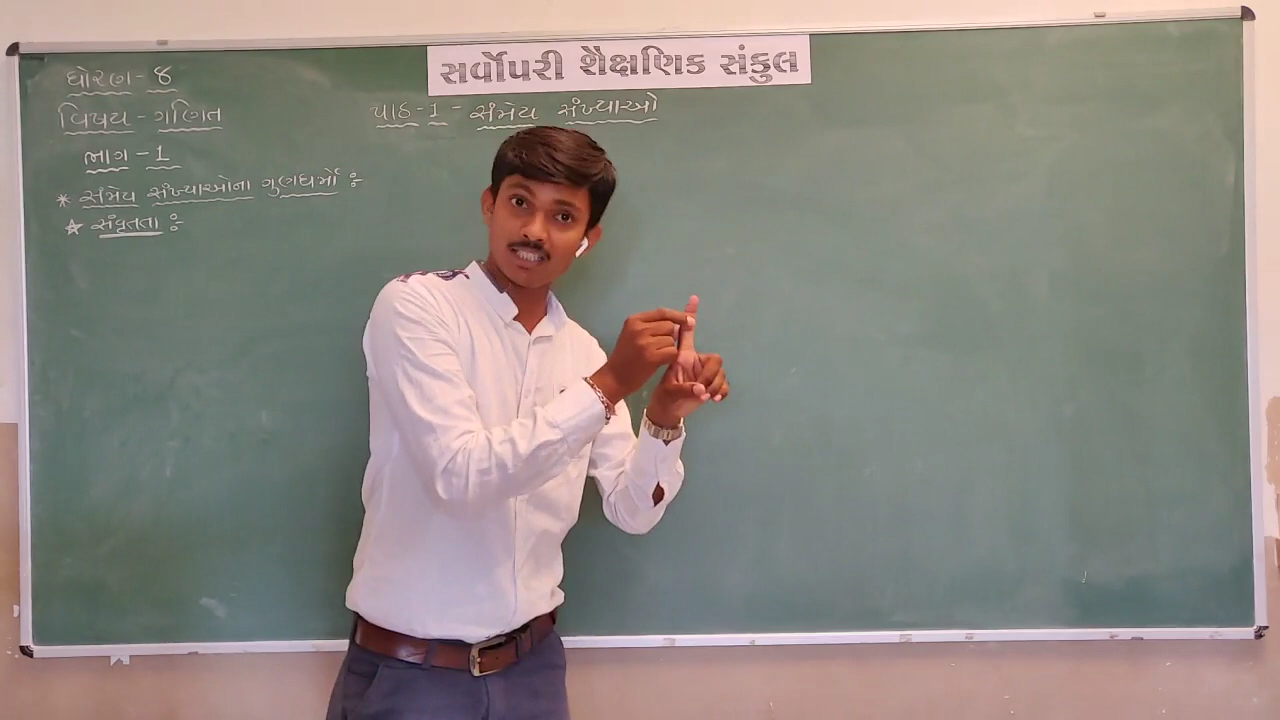 સર્વોપરી શૈક્ષણિક સંકુલ
ધોરણ - 8
વિષય - ગણિત
પાઠ - 1 - સંમેય સંખ્યાઓ
ભાગ - 1
* સંમેય સંખ્યાઓના ગુણધર્મો :-
☆ સંવૃતતા :-